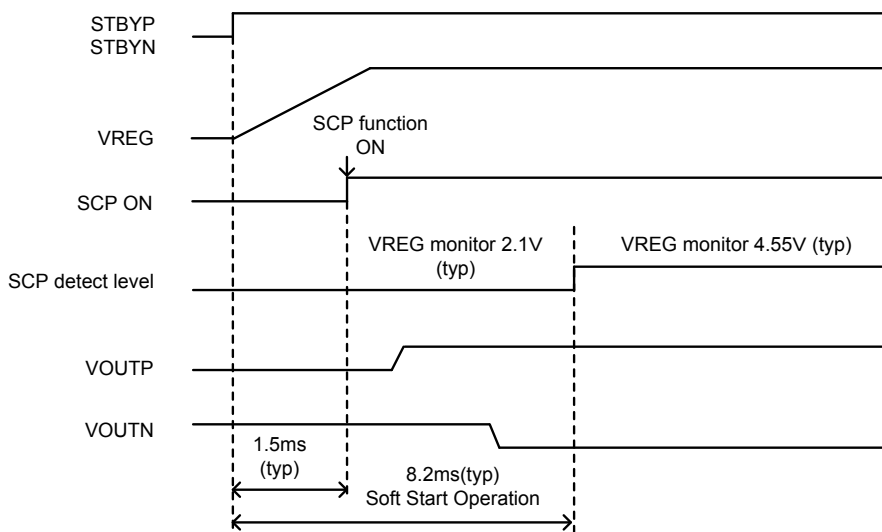 STBYP
STBYN
VREG
SCP function
ON
SCP ON
VREG monitor 2.1V
(typ)
VREG monitor 4.55V (typ)
SCP detect level
VOUTP
VOUTN
1.5ms
(typ)
8.2ms(typ)
Soft Start Operation